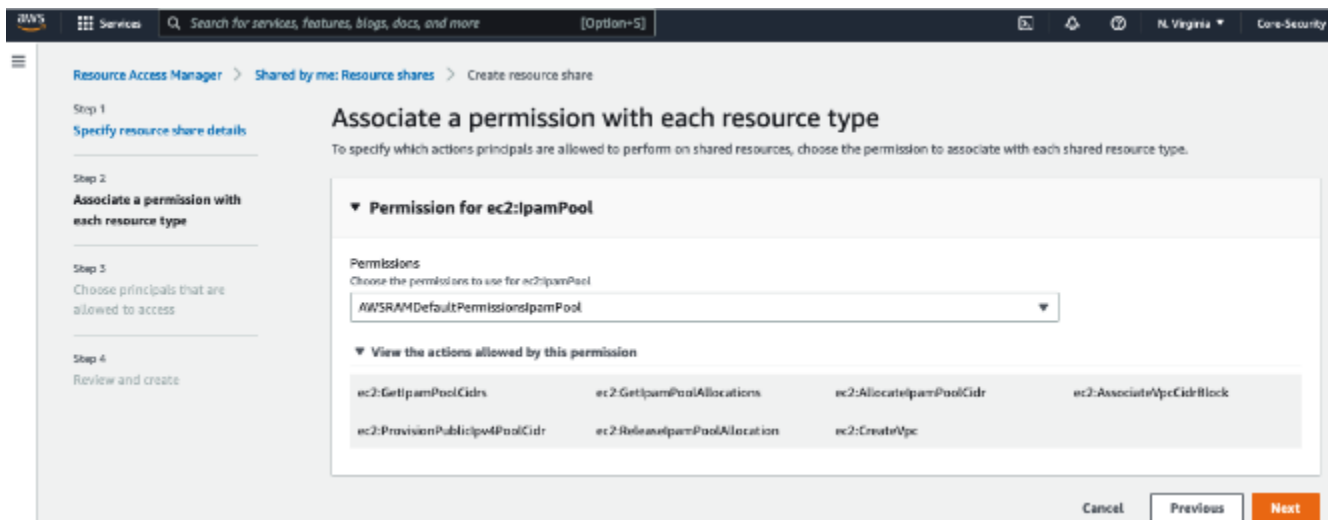 aws Services Search for services, features, blogs, docs, and more [Option+S] N. Virginia Core-Security
Resource Access Manager > Shared by me: Resource shares > Create resource share
Step 1
Specify resource share details
Step 2
Associate a permission with
each resource type
Step 3
Choose principals that are
allowed to access
Step 4
Review and create
Associate a permission with each resource type
To specify which actions principals are allowed to perform on shared resources, choose the permission to associate with each shared resource type.
Permission for ec2:IpamPool
Permissions
Choose the permissions to use for ec2:IpamPool
AWSRAMDefaultPermissionsIpamPool
View the actions allowed by this permission
ec2:GetIpamPoolCidrs ec2:GetIpamPoolAllocations ec2:AllocateIpamPoolCidr ec2:AssociateVpcCidrBlock
ec2:ProvisionPublicIpv4PoolCidr ec2:ReleaseIpamPoolAllocation ec2:CreateVpc
Cancel Previous Next